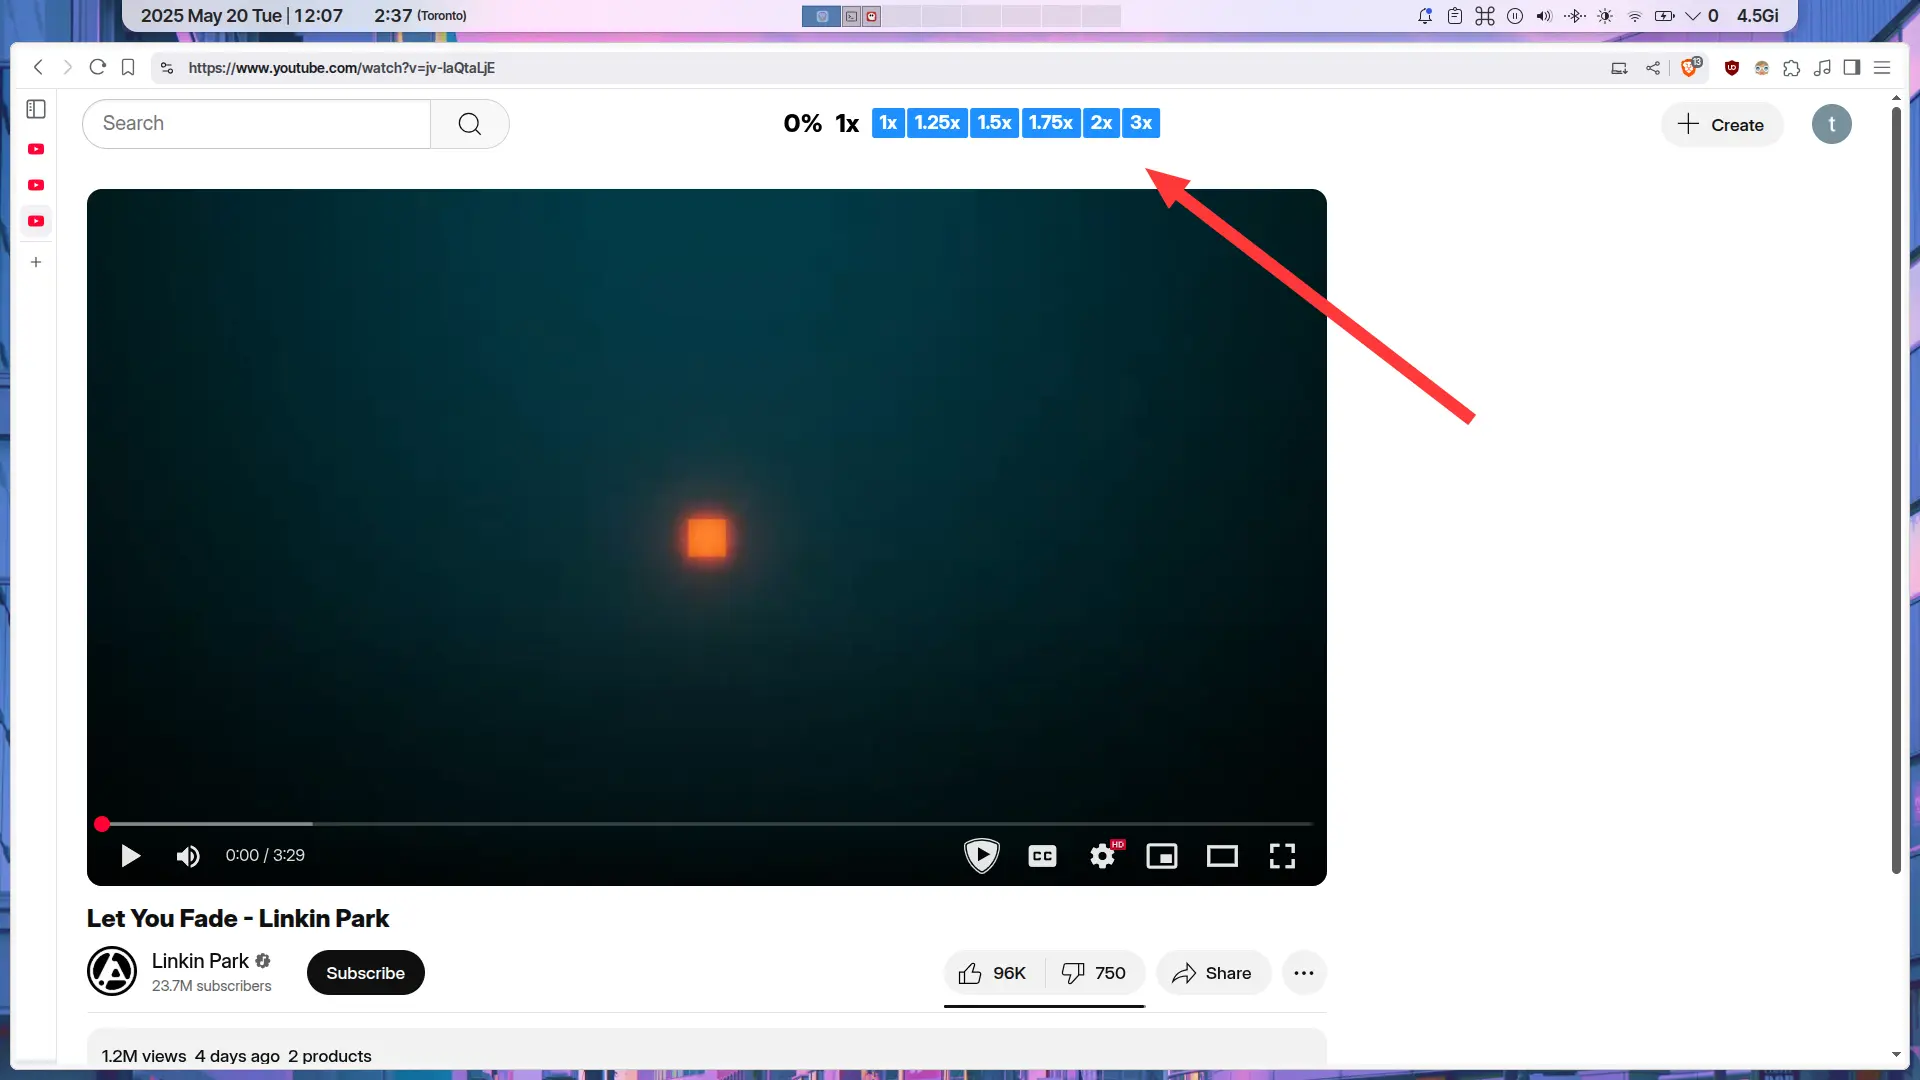 2025 May 20 Tue | 12:07 2:37 (Toronto) 0 4.5Gi
https://www.youtube.com/watch?v=jv-laQtaLjE 13
Search 0% 1x 1x 1.25x 1.5x 1.75x 2x 3x Create t
0:00 / 3:29 CC HD
Let You Fade - Linkin Park
Linkin Park
23.7M subscribers
Subscribe 96K 750 Share
1.2M views 4 days ago 2 products